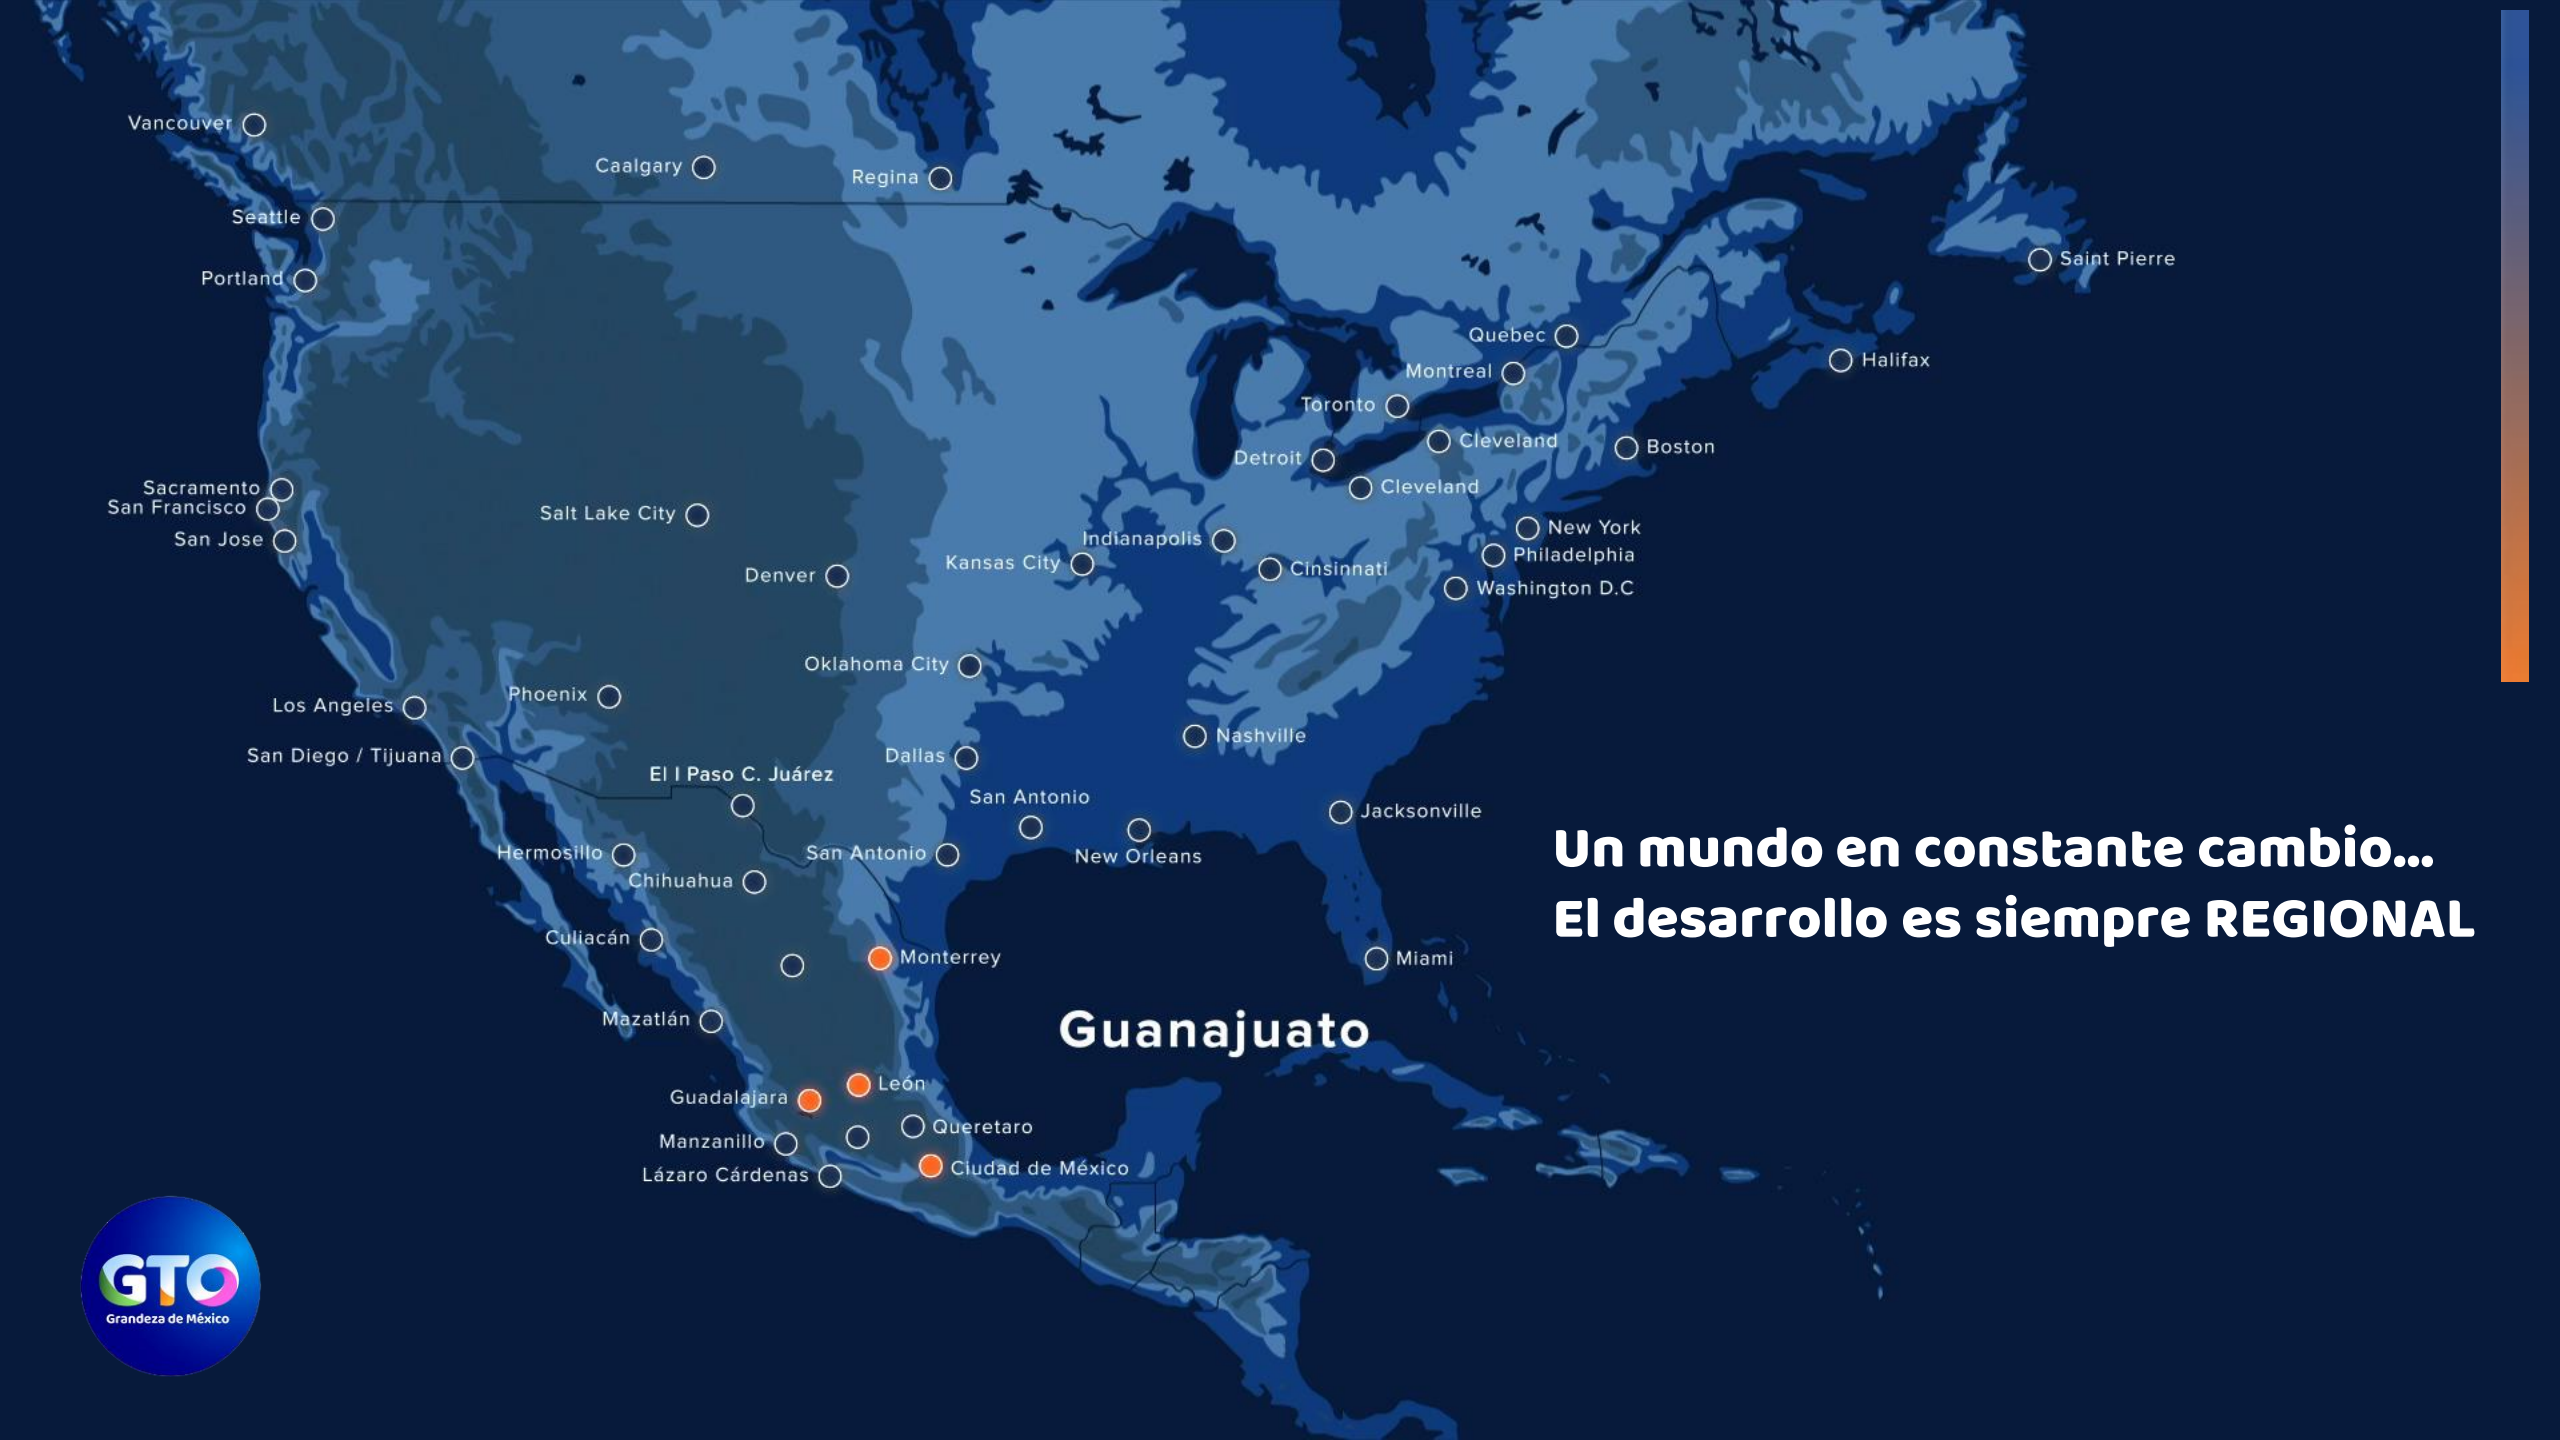 Vancouver
Caalgary
Regina
Seattle
Saint Pierre
Portland
Quebec
Halifax
Montreal
Toronto
Cleveland
Boston
Detroit
Cleveland
Sacramento
San Francisco
Salt Lake City
New York
San Jose
Indianapolis
Philadelphia
Kansas City
Cinsinnati
Denver
Washington D.C
Oklahoma City
Phoenix
Los Angeles
Nashville
San Diego / Tijuana
Dallas
El I Paso C. Juárez
San Antonio
Jacksonville
Un mundo en constante cambio...
El desarrollo es siempre REGIONAL
Hermosillo
San Antonio
New Orleans
Chihuahua
Culiacán
Monterrey
Miami
Mazatlán
Guanajuato
León
Guadalajara
Queretaro
Manzanillo
Ciudad de México
Lázaro Cárdenas
GTO
Grandeza de México